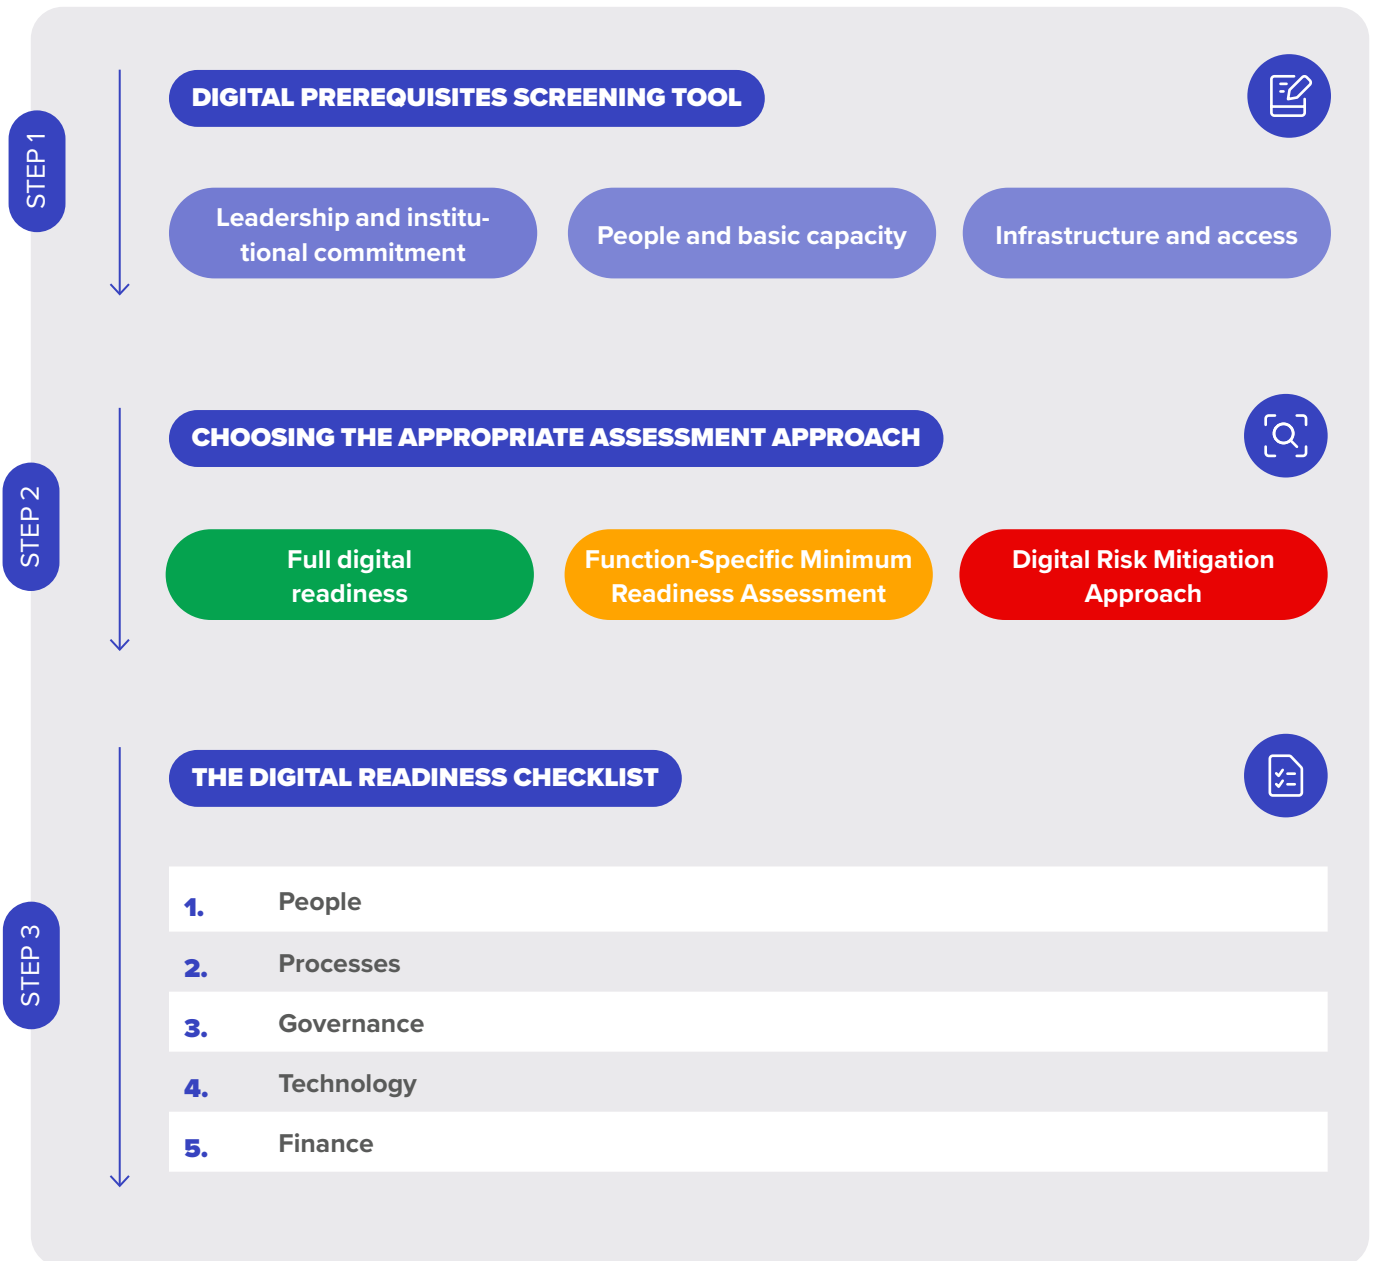 STEP 1
DIGITAL PREREQUISITES SCREENING TOOL
Leadership and institu-
tional commitment
People and basic capacity
Infrastructure and access
STEP 2
CHOOSING THE APPROPRIATE ASSESSMENT APPROACH
Full digital
readiness
Function-Specific Minimum
Readiness Assessment
Digital Risk Mitigation
Approach
STEP 3
THE DIGITAL READINESS CHECKLIST
1. People
2. Processes
3. Governance
4. Technology
5. Finance